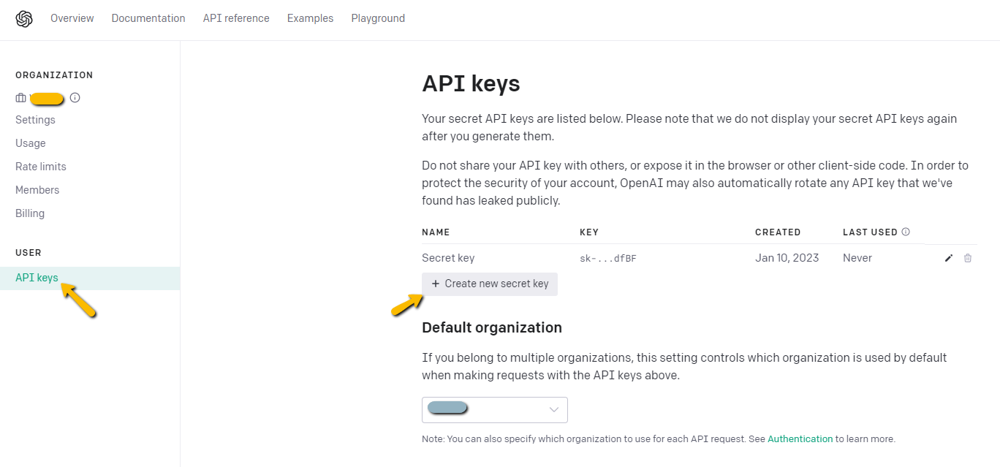 Overview Documentation API reference Examples Playground
ORGANIZATION
Settings
Usage
Rate limits
Members
Billing
USER
API keys
API keys
Your secret API keys are listed below. Please note that we do not display your secret API keys again
after you generate them.
Do not share your API key with others, or expose it in the browser or other client-side code. In order to
protect the security of your account, OpenAI may also automatically rotate any API key that we've
found has leaked publicly.
NAME KEY CREATED LAST USED
Secret key sk-...dfBF Jan 10, 2023 Never
+ Create new secret key
Default organization
If you belong to multiple organizations, this setting controls which organization is used by default
when making requests with the API keys above.
Note: You can also specify which organization to use for each API request. See Authentication to learn more.